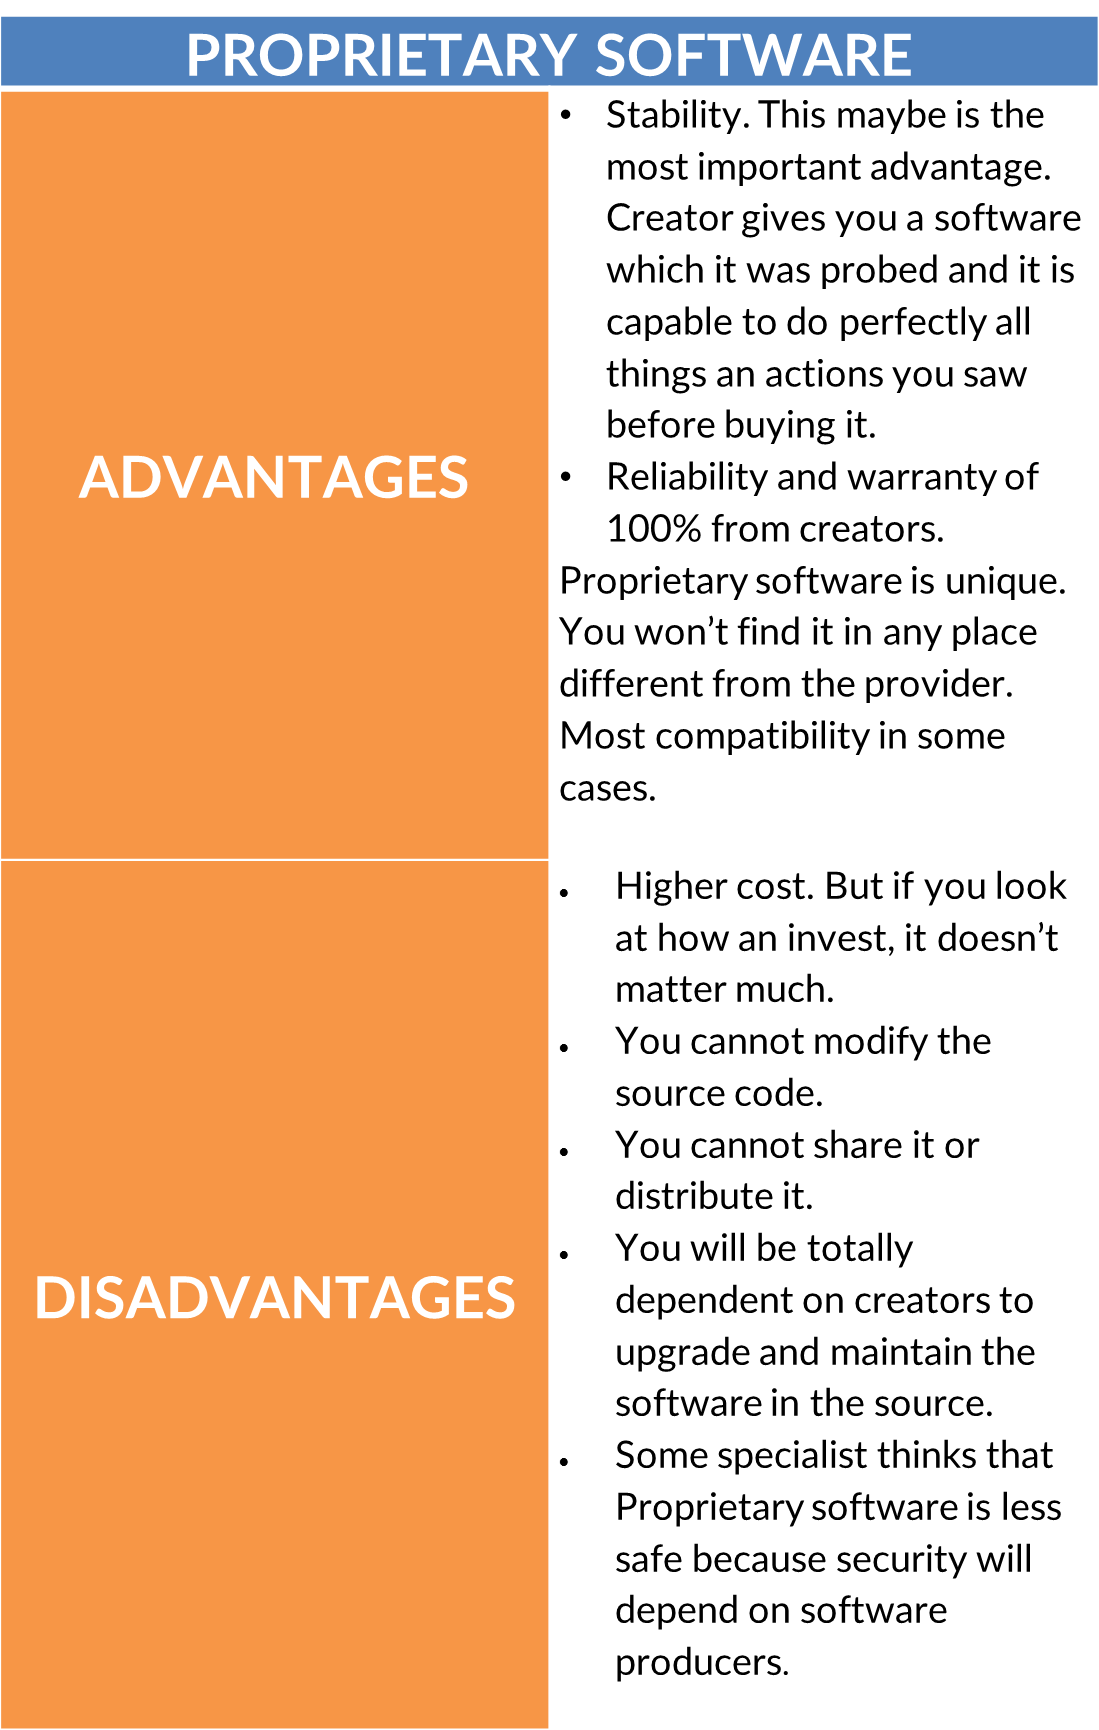 PROPRIETARY SOFTWARE
ADVANTAGES
• Stability. This maybe is the
most important advantage.
Creator gives you a software
which it was probed and it is
capable to do perfectly all
things an actions you saw
before buying it.
• Reliability and warranty of
100% from creators.
Proprietary software is unique.
You won’t find it in any place
different from the provider.
Most compatibility in some
cases.
DISADVANTAGES
• Higher cost. But if you look
at how an invest, it doesn’t
matter much.
• You cannot modify the
source code.
• You cannot share it or
distribute it.
• You will be totally
dependent on creators to
upgrade and maintain the
software in the source.
• Some specialist thinks that
Proprietary software is less
safe because security will
depend on software
producers.